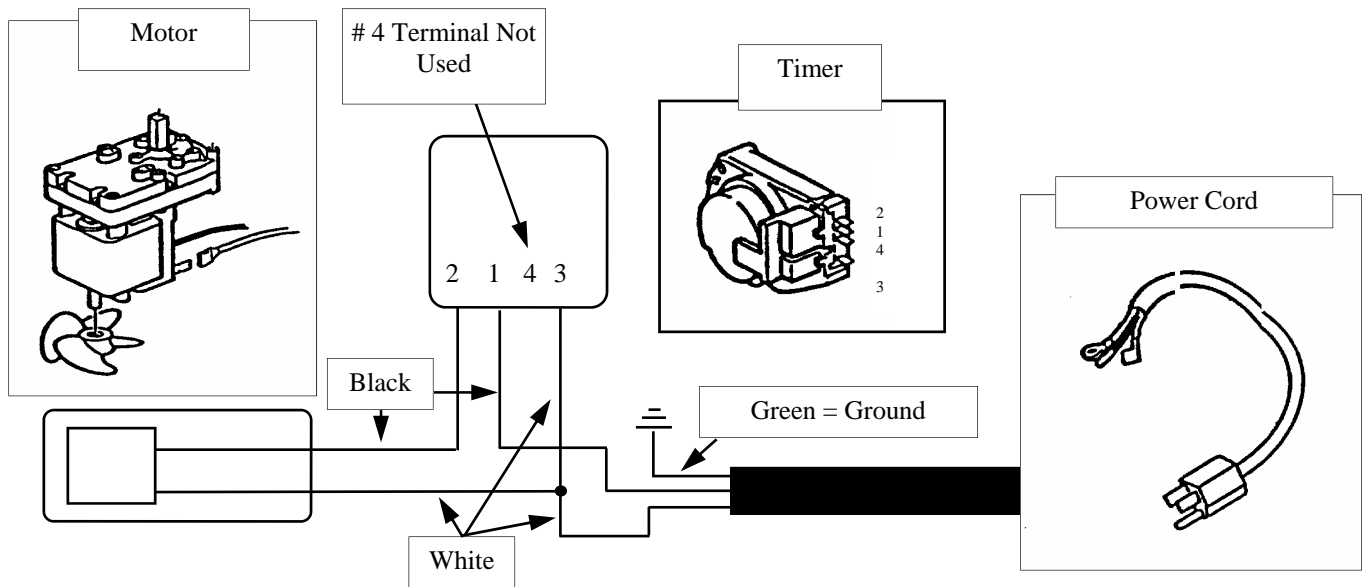 Motor
# 4 Terminal Not
Used
Timer
2
1
4
3
Power Cord
2 1 4 3
Black
Green = Ground
White